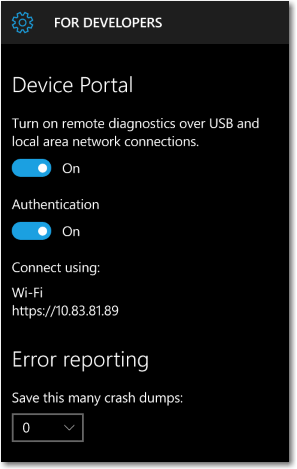 FOR DEVELOPERS
Device Portal
Turn on remote diagnostics over USB and
local area network connections.
On
Authentication
On
Connect using:
Wi-Fi
https://10.83.81.89
Error reporting
Save this many crash dumps:
0